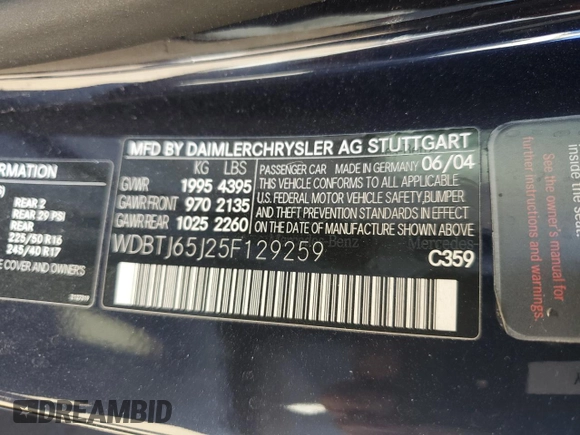 MFD BY DAIMLERCHRYSLER AG STUTTGART
KG LBS
GVWR 1995 4395
GAWR FRONT 970 2135
GAWR REAR 1025 2260
PASSENGER CAR MADE IN GERMANY 06/04
THIS VEHICLE CONFORMS TO ALL APPLICABLE
U.S. FEDERAL MOTOR VEHICLE SAFETY, BUMPER
AND THEFT PREVENTION STANDARDS IN EFFECT
ON THE DATE OF MANUFACTURE SHOWN ABOVE
WDBTJ65J25F129259
C359
Mercedes-Benz
ORMATION
REAR 2
REAR 29 PSI
REAR
225/50 R16
245/40 R17
E COVER AND OWNER'S
See the owner's manual for
further instructions and warnings.
DREAMBID